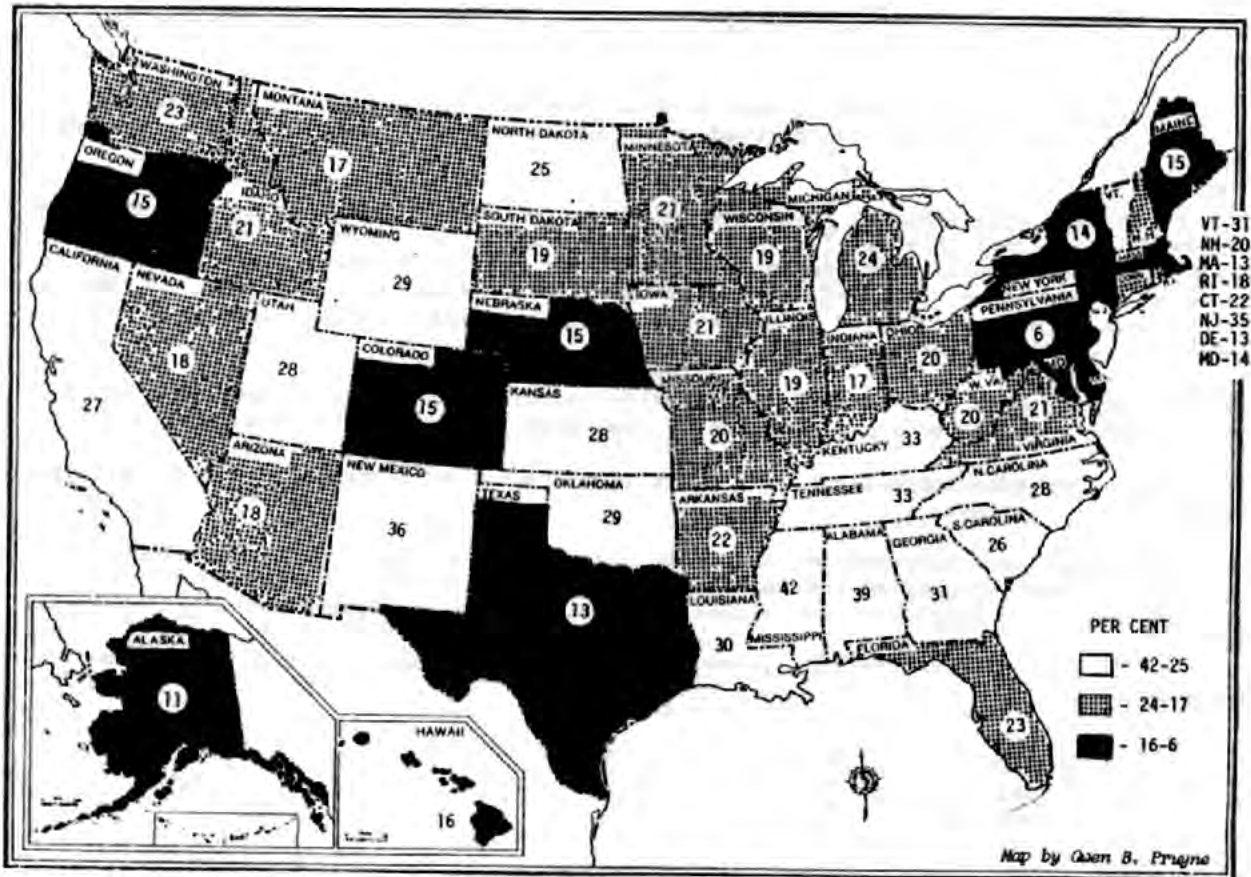 WASHINGTON
23
MONTANA
17
NORTH DAKOTA
25
MINNESOTA
21
MAINE
15
OREGON
15
IDAHO
21
WYOMING
29
SOUTH DAKOTA
19
WISCONSIN
19
MICHIGAN
24
VT.
N.H.
14
NEW YORK
VT-31
NH-20
MA-13
RI-18
CT-22
NJ-35
DE-13
MD-14
CALIFORNIA
27
NEVADA
18
UTAH
28
NEBRASKA
15
IOWA
21
ILLINOIS
19
INDIANA
17
OHIO
20
PENNSYLVANIA
6
MD.
COLORADO
15
KANSAS
28
MISSOURI
20
KENTUCKY
33
W. VA.
20
21
VIRGINIA
ARIZONA
18
NEW MEXICO
36
TEXAS
13
OKLAHOMA
29
ARKANSAS
22
TENNESSEE
33
N. CAROLINA
28
S. CAROLINA
26
LOUISIANA
30
42
MISSISSIPPI
ALABAMA
39
GEORGIA
31
FLORIDA
23
ALASKA
11
HAWAII
16
PER CENT
- 42-25
- 24-17
- 16-6
Map by Owen B. Prueyne